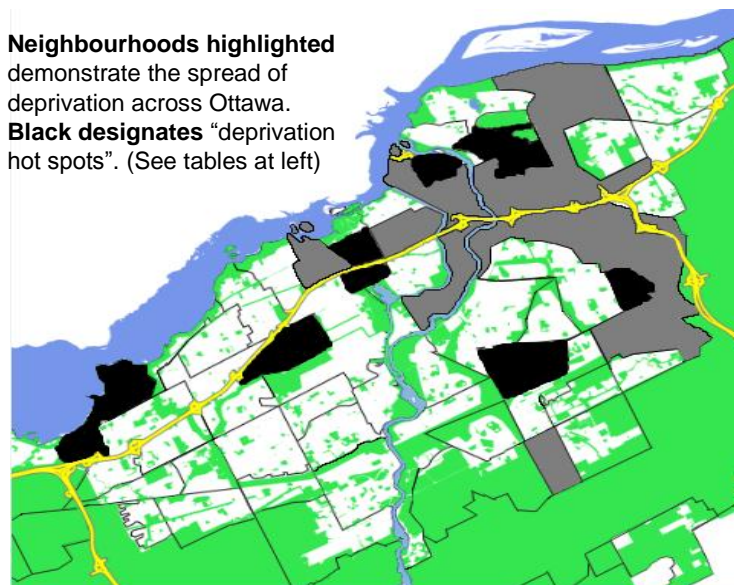 Neighbourhoods highlighted
demonstrate the spread of
deprivation across Ottawa.
Black designates “deprivation
hot spots”. (See tables at left)